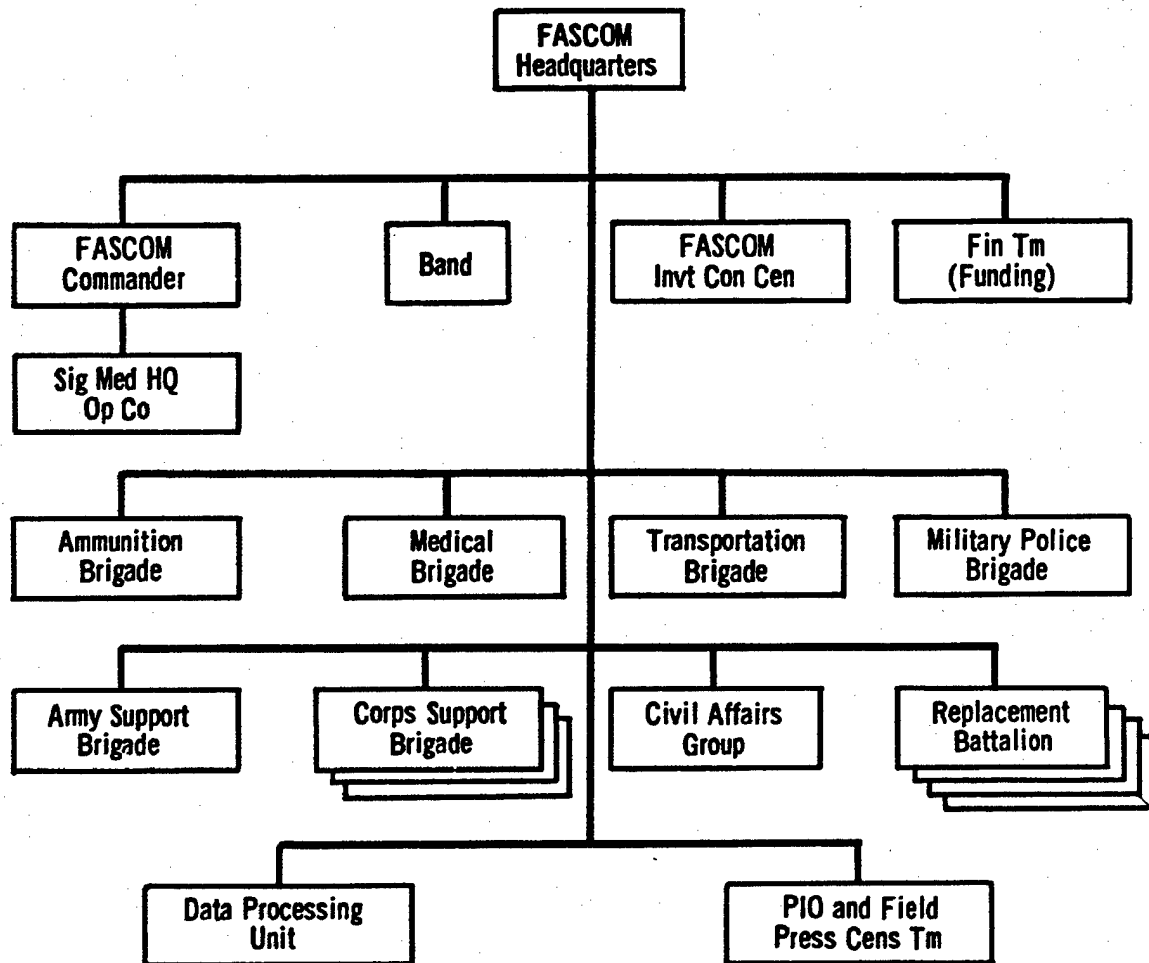 FASCOM
Headquarters
FASCOM
Commander
Band
FASCOM
Invt Con Cen
Fin Tm
(Funding)
Sig Med HQ
Op Co
Ammunition
Brigade
Medical
Brigade
Transportation
Brigade
Military Police
Brigade
Army Support
Brigade
Corps Support
Brigade
Civil Affairs
Group
Replacement
Battalion
Data Processing
Unit
PIO and Field
Press Cens Tm